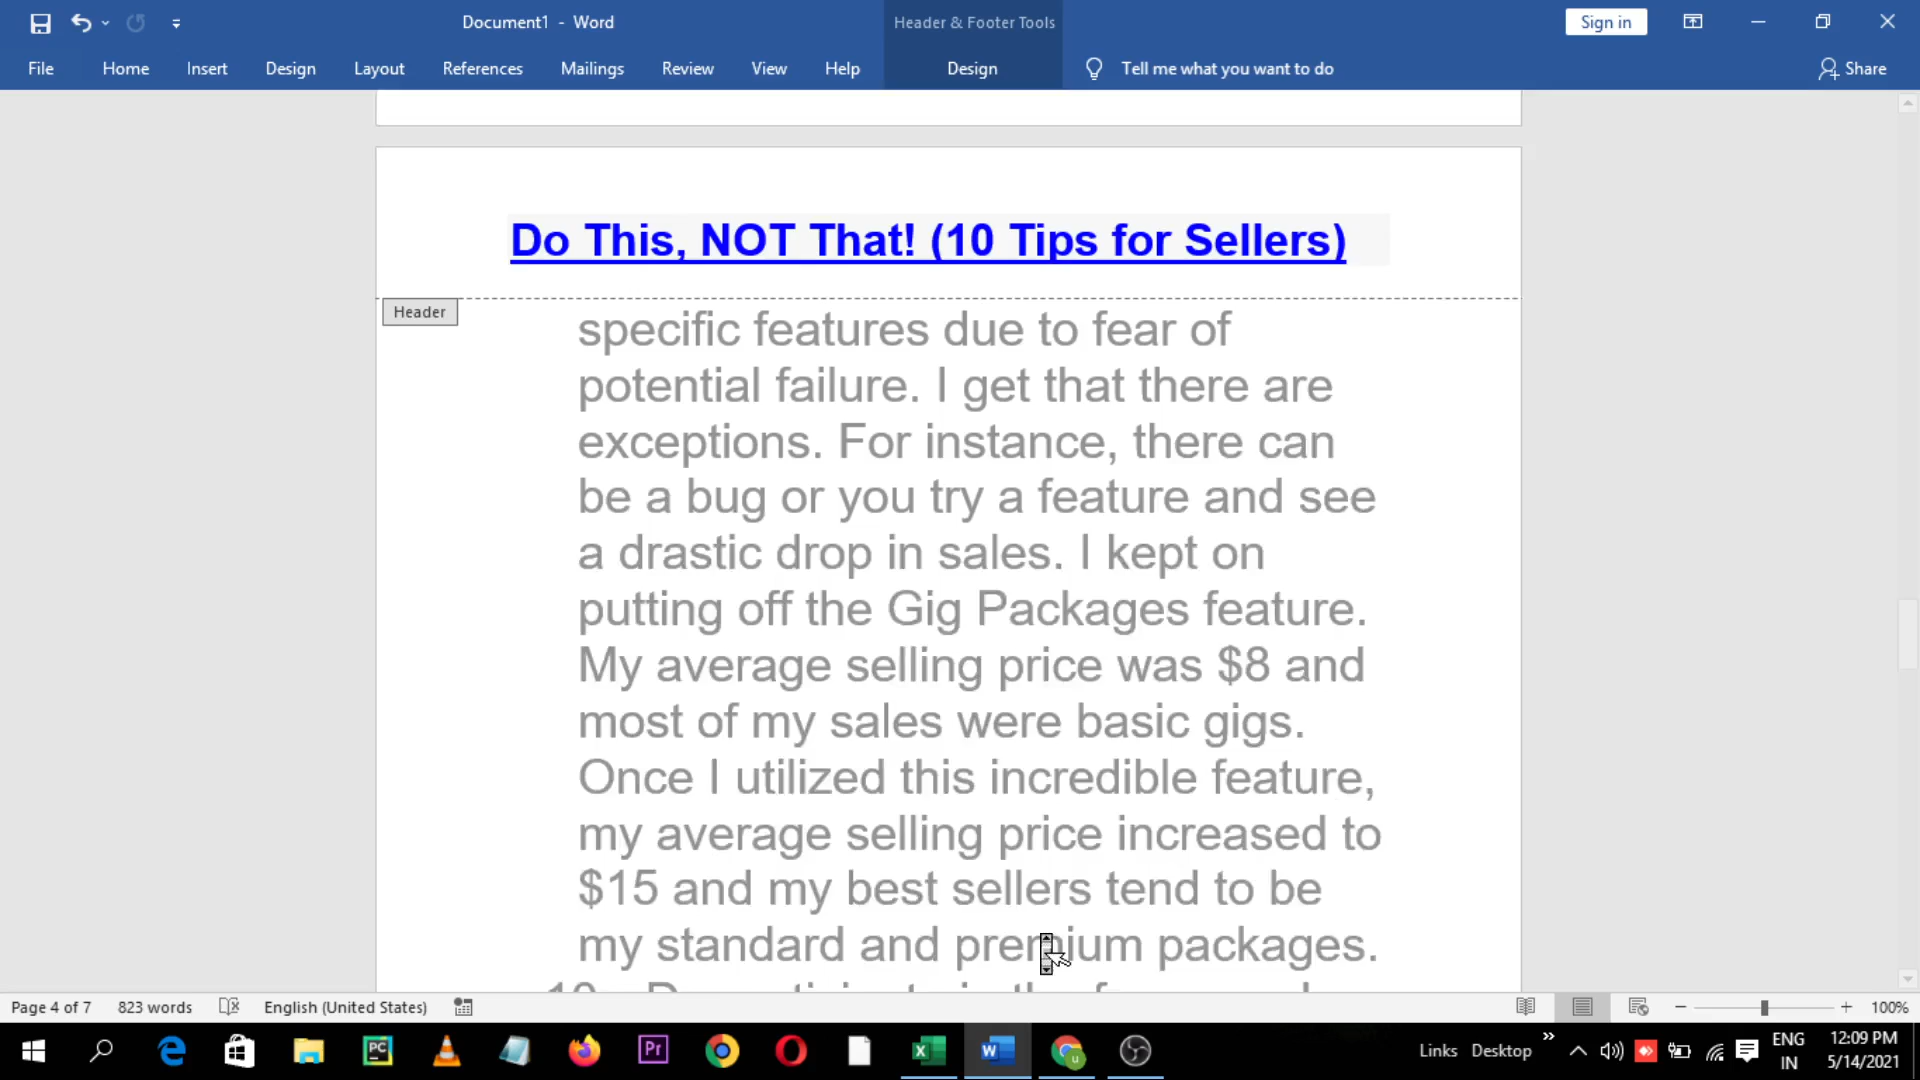 Document1 - Word
Header & Footer Tools
Sign in
File Home Insert Design Layout References Mailings Review View Help Design Tell me what you want to do Share
Do This, NOT That! (10 Tips for Sellers)
Header
specific features due to fear of
potential failure. I get that there are
exceptions. For instance, there can
be a bug or you try a feature and see
a drastic drop in sales. I kept on
putting off the Gig Packages feature.
My average selling price was $8 and
most of my sales were basic gigs.
Once I utilized this incredible feature,
my average selling price increased to
$15 and my best sellers tend to be
my standard and premium packages.
Page 4 of 7 823 words English (United States) 100%
Links Desktop ENG 12:09 PM
IN 5/14/2021